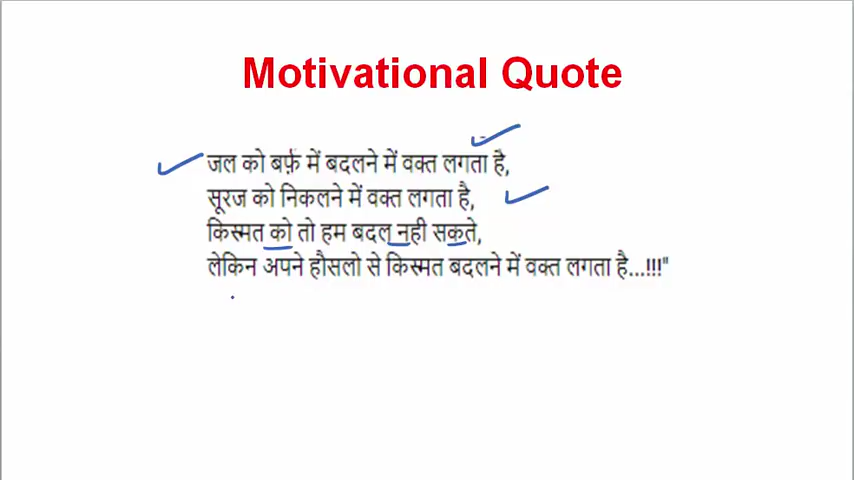 Motivational Quote
जल को बर्फ़ में बदलने में वक्त लगता है,
सूरज को निकलने में वक्त लगता है,
किस्मत को तो हम बदल नही सकते,
लेकिन अपने हौसलो से किस्मत बदलने में वक्त लगता है...!!!"